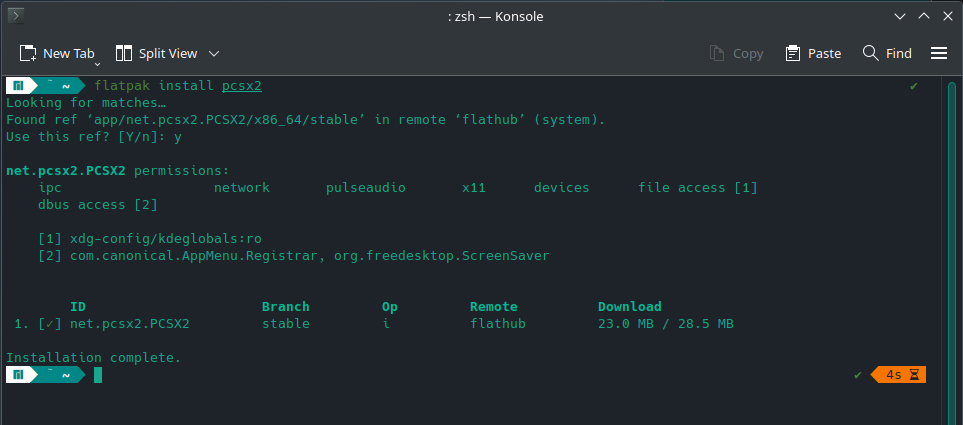 : zsh — Konsole
New Tab Split View Copy Paste Find
~ flatpak install pcsx2 ✔
Looking for matches…
Found ref ‘app/net.pcsx2.PCSX2/x86_64/stable’ in remote ‘flathub’ (system).
Use this ref? [Y/n]: y
net.pcsx2.PCSX2 permissions:
ipc network pulseaudio x11 devices file access [1]
dbus access [2]
[1] xdg-config/kdeglobals:ro
[2] com.canonical.AppMenu.Registrar, org.freedesktop.ScreenSaver
ID Branch Op Remote Download
1. [✓] net.pcsx2.PCSX2 stable i flathub 23.0 MB / 28.5 MB
Installation complete.
~ ✔ 4s